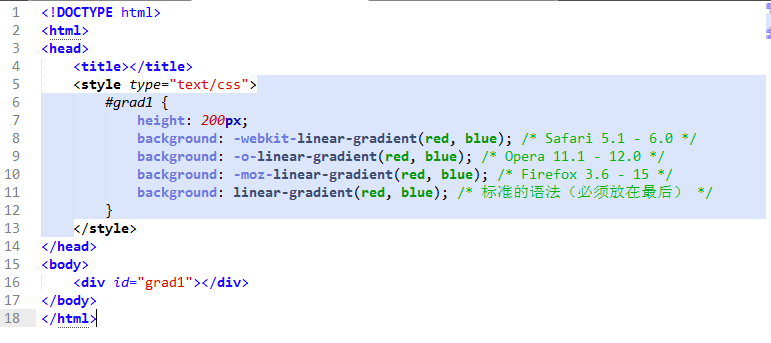 1 <!DOCTYPE html>
2 <html>
3 <head>
4     <title></title>
5     <style type="text/css">
6         #grad1 {
7             height: 200px;
8             background: -webkit-linear-gradient(red, blue); /* Safari 5.1 - 6.0 */
9             background: -o-linear-gradient(red, blue); /* Opera 11.1 - 12.0 */
10             background: -moz-linear-gradient(red, blue); /* Firefox 3.6 - 15 */
11             background: linear-gradient(red, blue); /* 标准的语法（必须放在最后） */
12         }
13     </style>
14 </head>
15 <body>
16     <div id="grad1"></div>
17 </body>
18 </html>